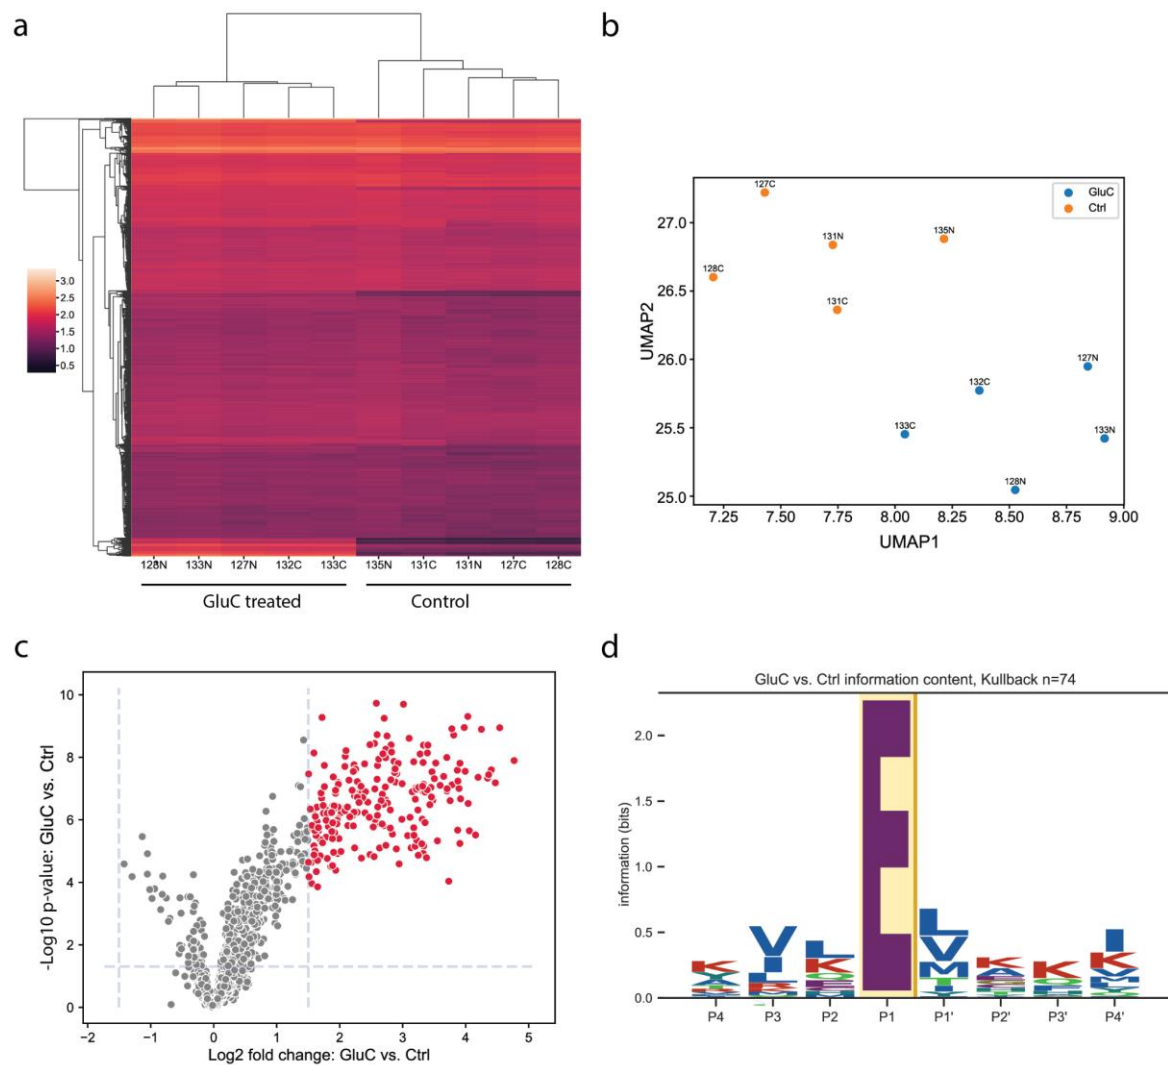 a
3.0
2.5
2.0
1.5
1.0
0.5
128N 133N 127N 132C 133C 135N 131C 131N 127C 128C
GluC treated Control
b
GluC
Ctrl
127C
131N
135N
128C
131C
127N
132C
133C
133N
128N
27.0
26.5
26.0
25.5
25.0
UMAP2
7.25 7.50 7.75 8.00 8.25 8.50 8.75 9.00
UMAP1
c
10
8
6
4
2
0
-Log10 p-value: GluC vs. Ctrl
−2 −1 0 1 2 3 4 5
Log2 fold change: GluC vs. Ctrl
d
GluC vs. Ctrl information content, Kullback n=74
2.0
1.5
1.0
0.5
0.0
information (bits)
E
V
L
L
V
M
K
K
K
I
K
P4 P3 P2 P1 P1' P2' P3' P4'